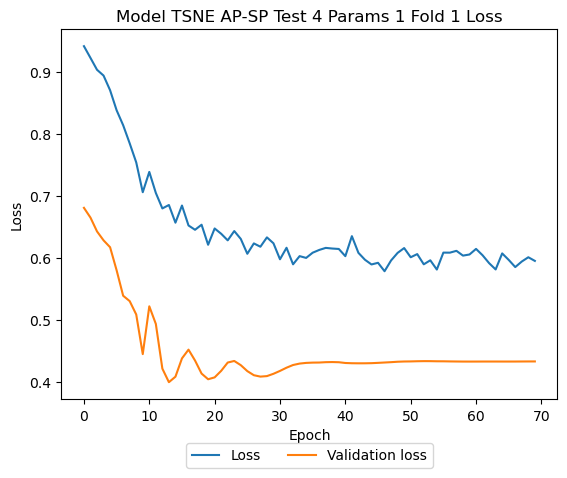 Model TSNE AP-SP Test 4 Params 1 Fold 1 Loss
0.9
0.8
0.7
0.6
0.5
0.4
Loss
0 10 20 30 40 50 60 70
Epoch
Loss Validation loss